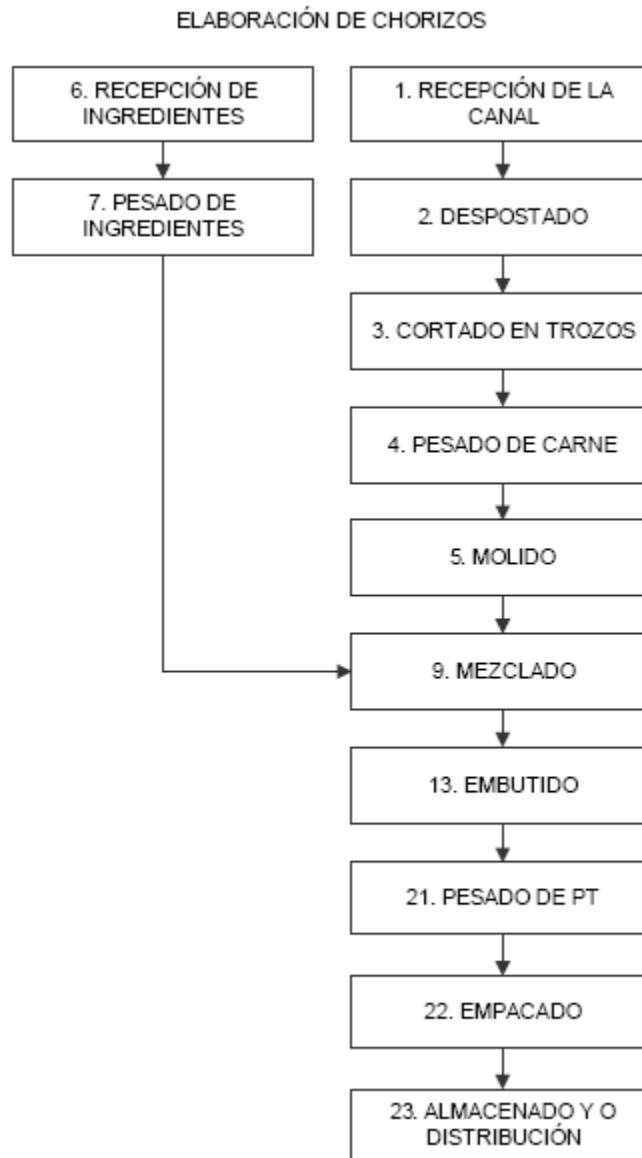 ELABORACIÓN DE CHORIZOS
6. RECEPCIÓN DE
INGREDIENTES
1. RECEPCIÓN DE LA
CANAL
7. PESADO DE
INGREDIENTES
2. DESPOSTADO
3. CORTADO EN TROZOS
4. PESADO DE CARNE
5. MOLIDO
9. MEZCLADO
13. EMBUTIDO
21. PESADO DE PT
22. EMPACADO
23. ALMACENADO Y O
DISTRIBUCIÓN